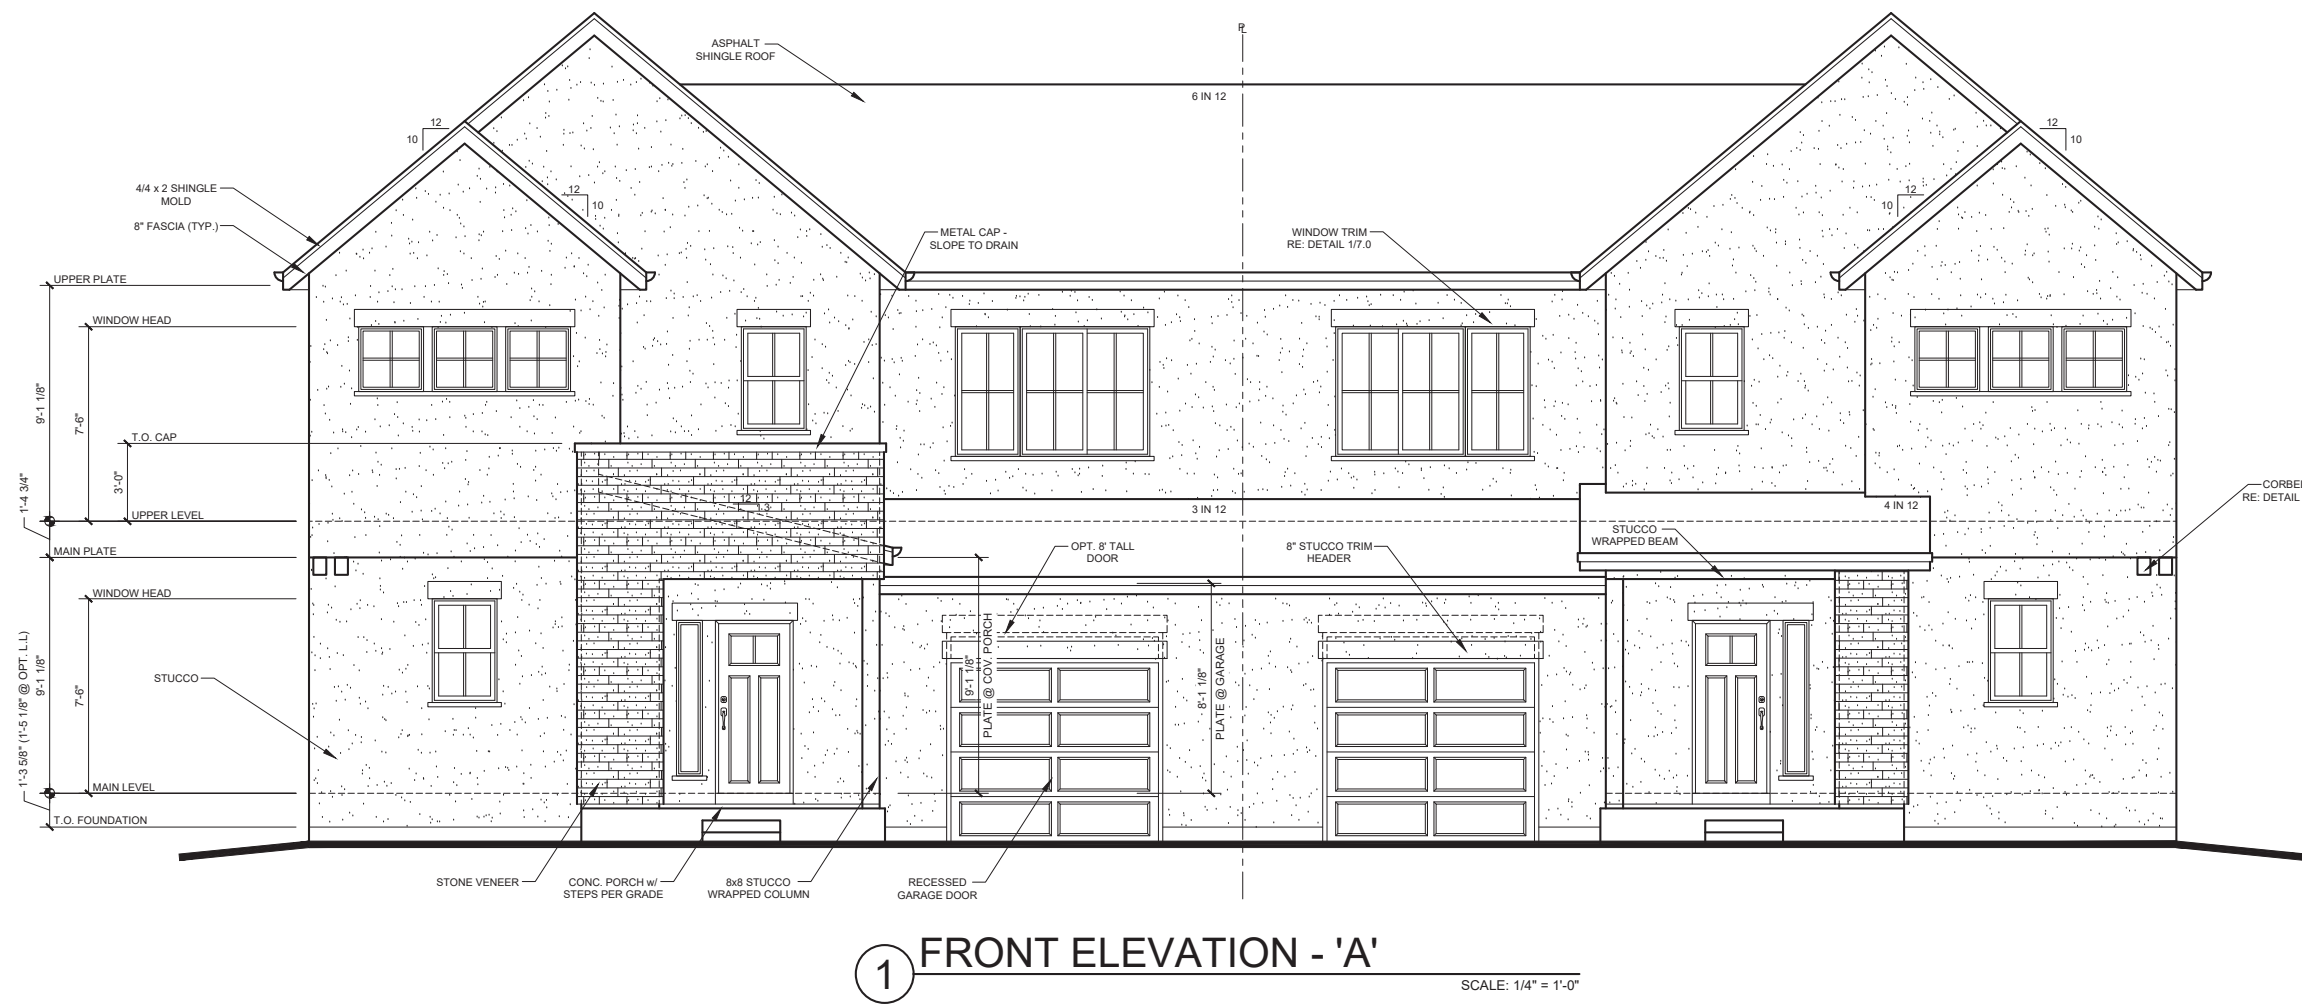 ASPHALT
SHINGLE ROOF
PL
6 IN 12
12
10
12
10
12
10
12
10
4/4 x 2 SHINGLE
MOLD
8" FASCIA (TYP.)
METAL CAP -
SLOPE TO DRAIN
WINDOW TRIM
RE: DETAIL 1/7.0
UPPER PLATE
WINDOW HEAD
9'-1 1/8"
7'-6"
T.O. CAP
3'-0"
1'-4 3/4"
UPPER LEVEL
12
3
3 IN 12
4 IN 12
CORBE
RE: DETAIL
STUCCO
WRAPPED BEAM
MAIN PLATE
OPT. 8' TALL
DOOR
8" STUCCO TRIM
HEADER
WINDOW HEAD
9'-1 1/8"
7'-6"
1'-3 5/8" (1'-5 1/8" @ OPT. L.L)
9'-1 1/8"
PLATE @ COV. PORCH
8'-1 1/8"
PLATE @ GARAGE
STUCCO
MAIN LEVEL
T.O. FOUNDATION
STONE VENEER
CONC. PORCH w/
STEPS PER GRADE
8x8 STUCCO
WRAPPED COLUMN
RECESSED
GARAGE DOOR
1
FRONT ELEVATION - 'A'
SCALE: 1/4" = 1'-0"